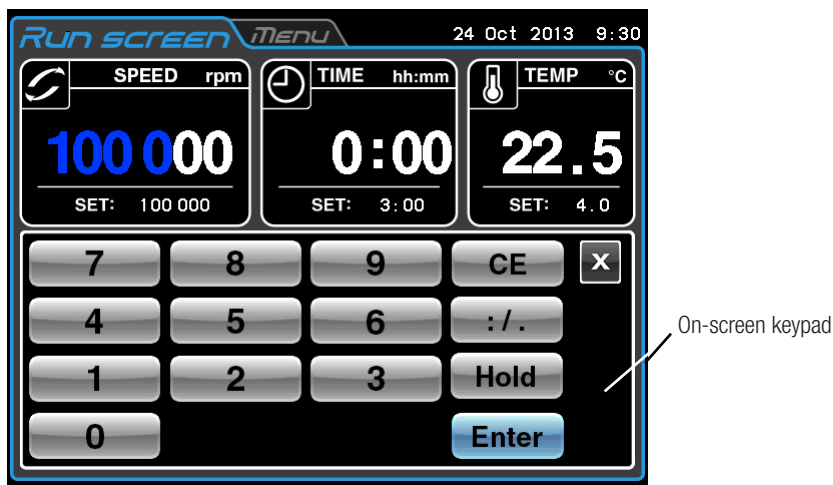 Run screen Menu 24 Oct 2013 9:30
SPEED rpm TIME hh:mm TEMP °C
100 000 0:00 22.5
SET: 100 000 SET: 3:00 SET: 4.0
7 8 9 CE X
4 5 6 :/.
On-screen keypad
1 2 3 Hold
0 Enter